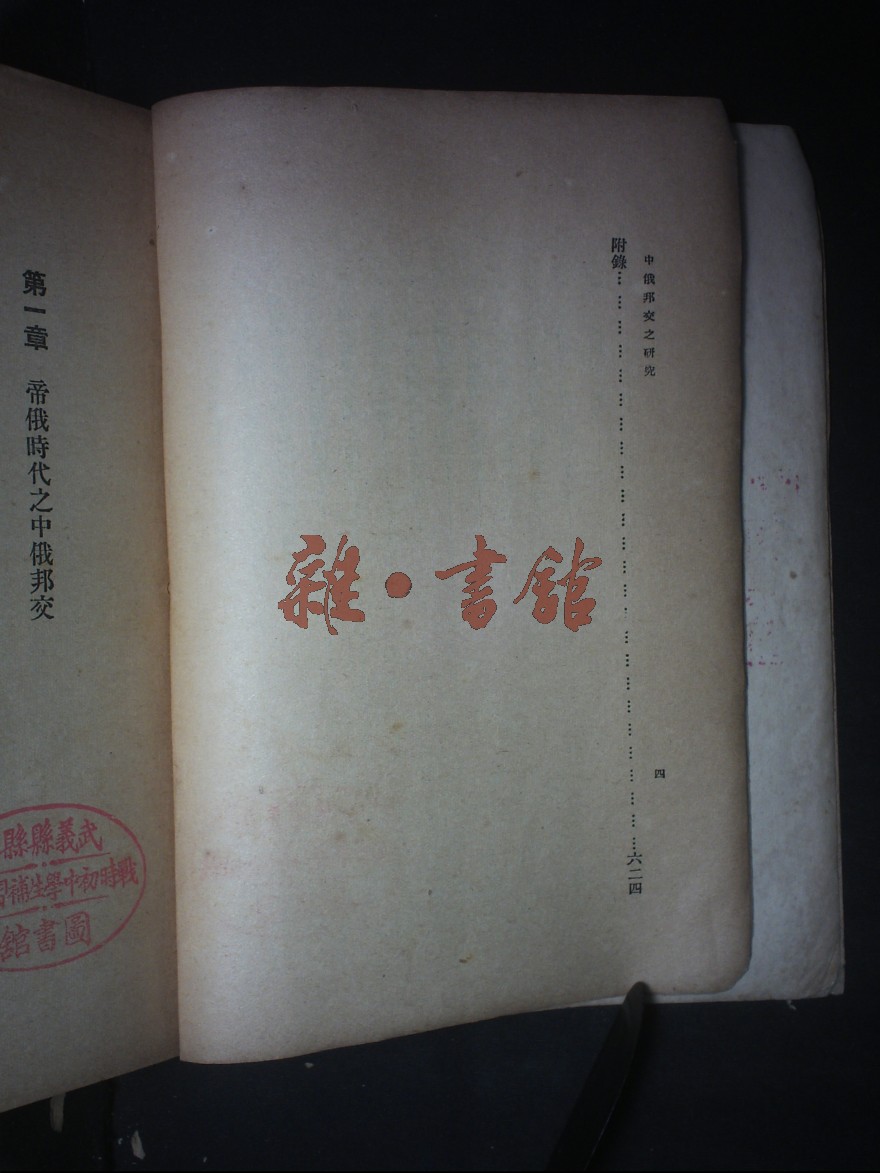 中俄邦交之研究
四
附錄………………………………………………………六二四
雜·書館
第一章 帝俄時代之中俄邦交
武義縣縣
戰時初中學生補習
圖書館